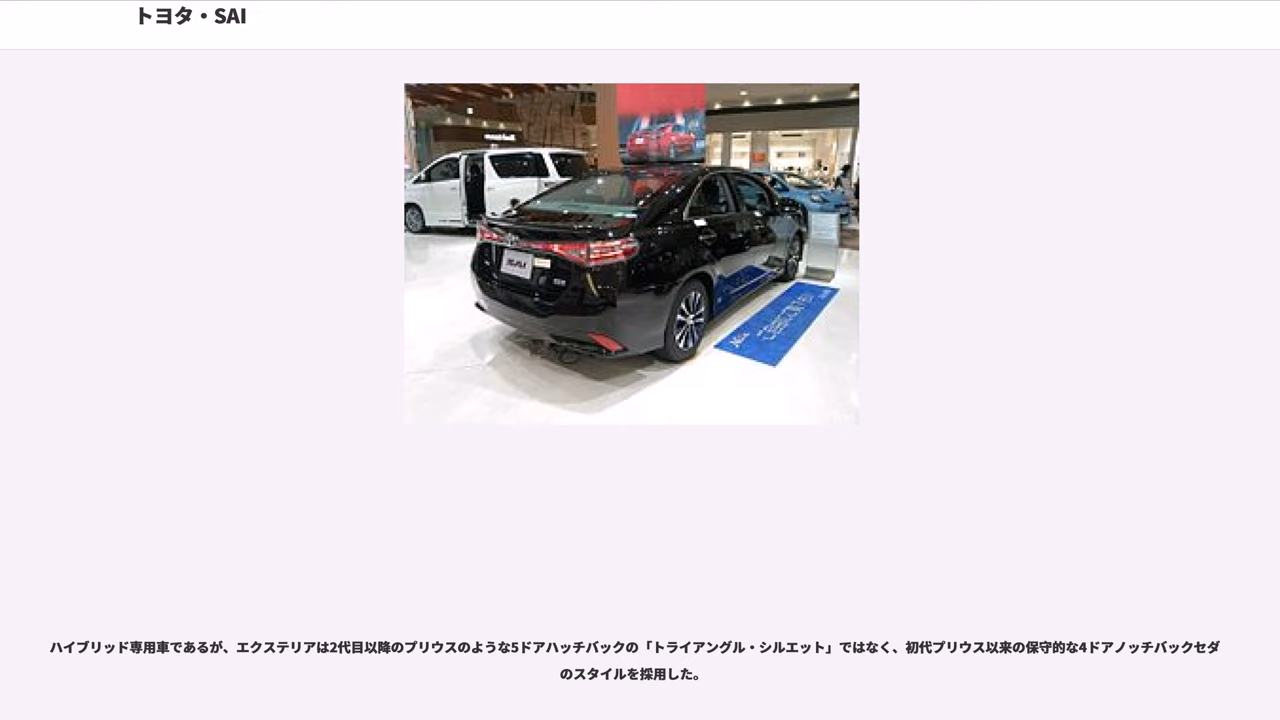 トヨタ・SAI
SAI
ハイブリッド専用車であるが、エクステリアは2代目以降のプリウスのような5ドアハッチバックの「トライアングル・シルエット」ではなく、初代プリウス以来の保守的な4ドアノッチバックセダ
のスタイルを採用した。